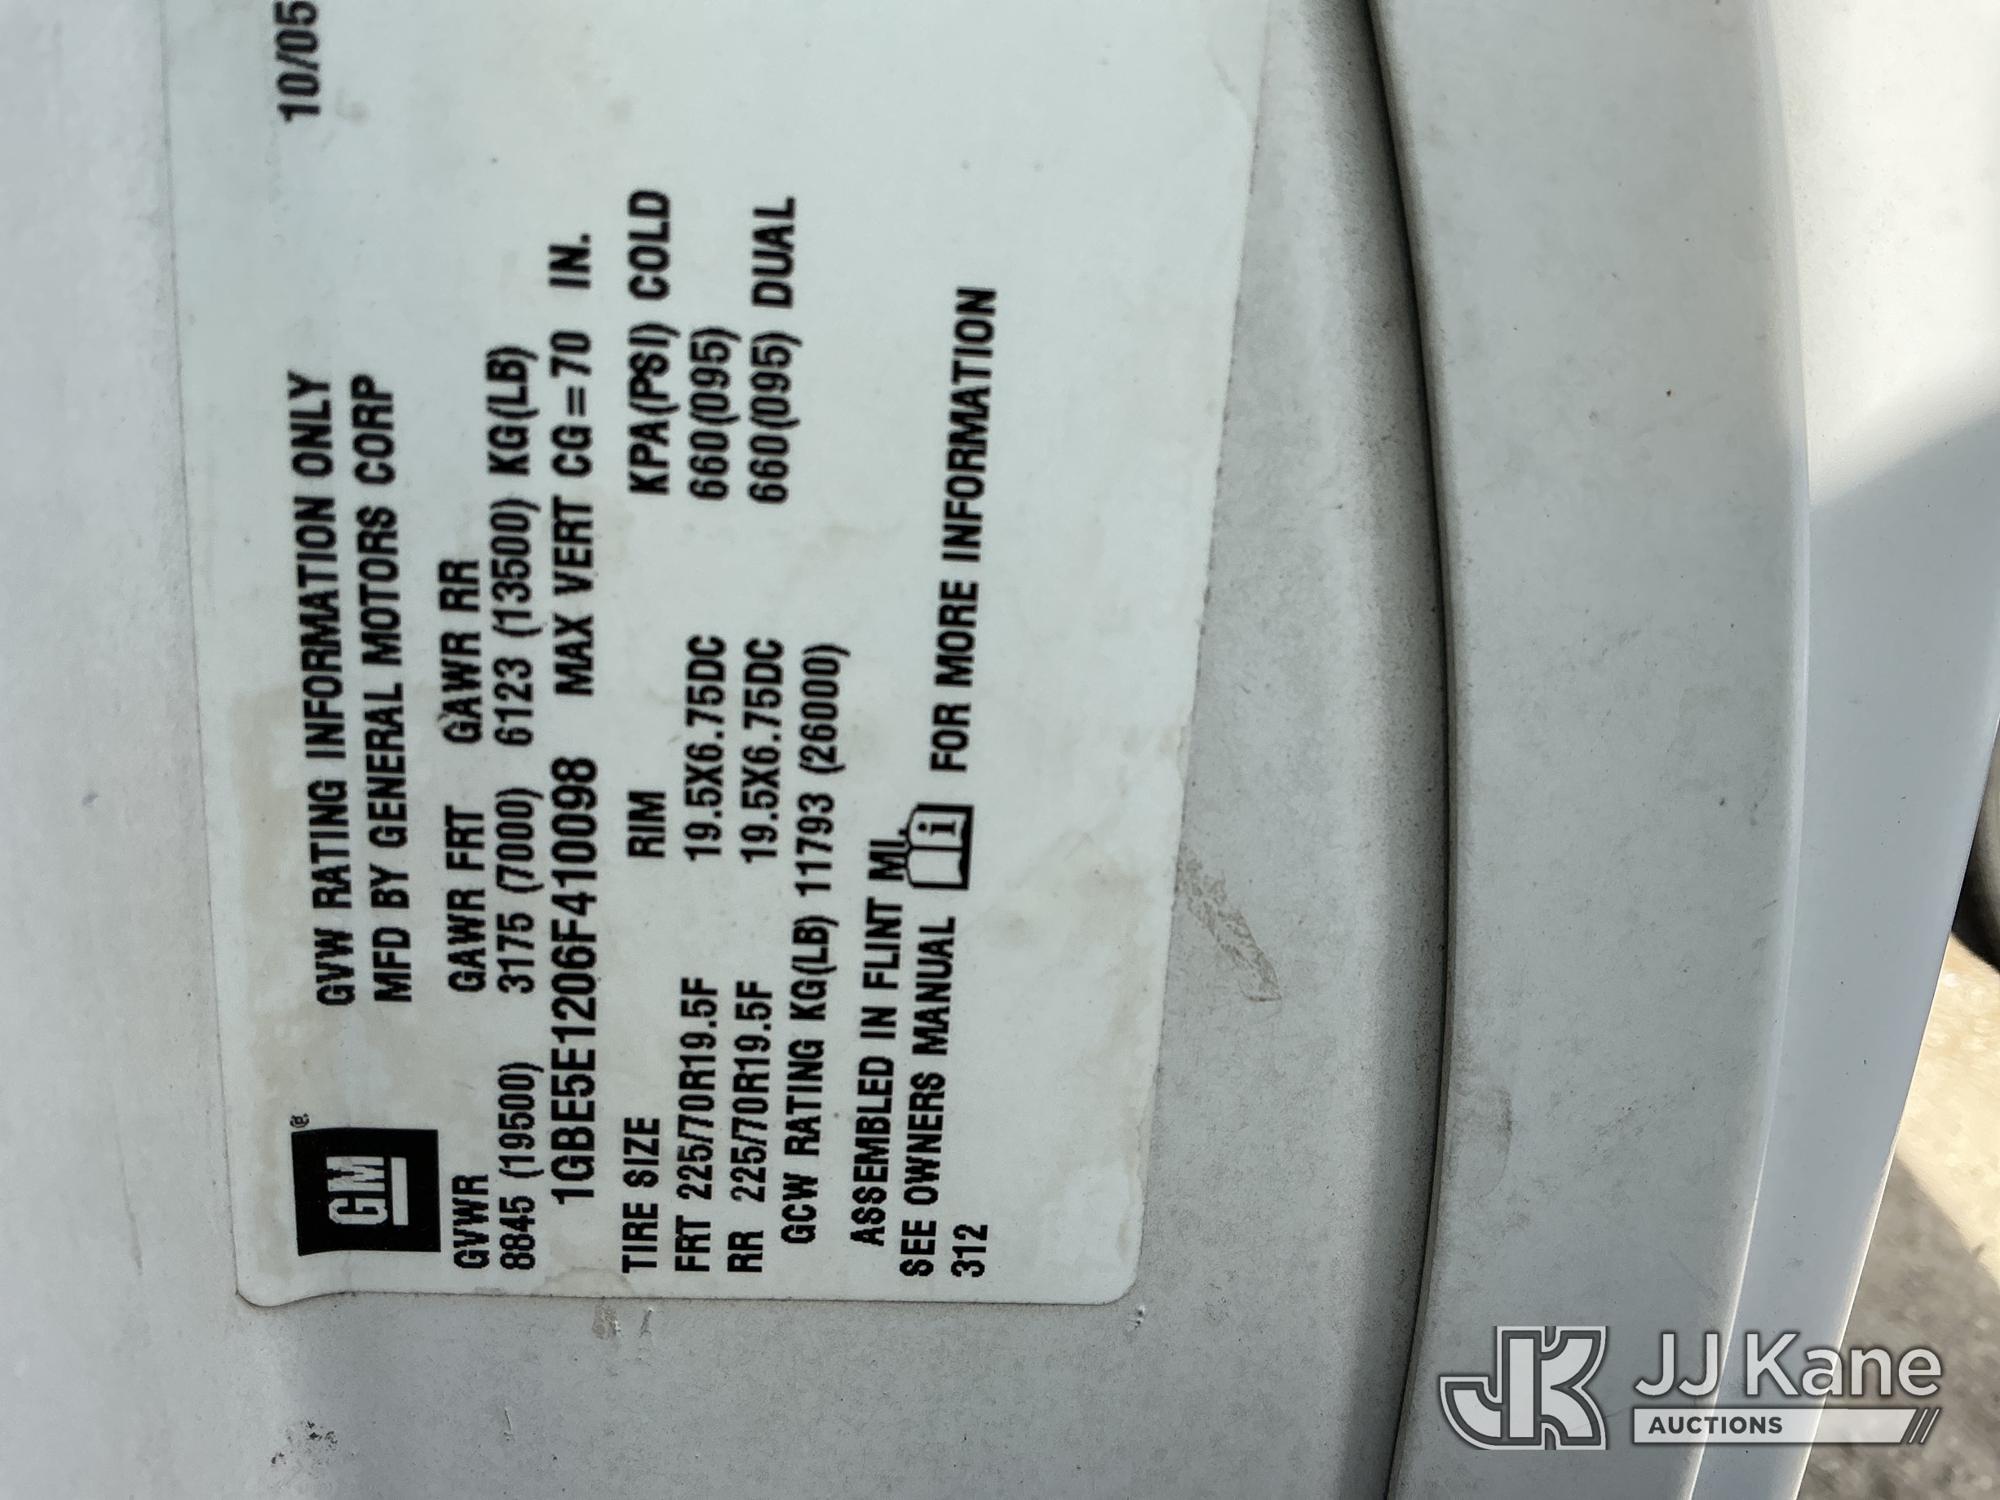 10/05
GM ®
GVW RATING INFORMATION ONLY
MFD BY GENERAL MOTORS CORP
GVWR GAWR FRT GAWR RR
8845 (19500) 3175 (7000) 6123 (13500) KG(LB)
1GBE5E1206F410098 MAX VERT CG=70 IN.
TIRE SIZE RIM KPA(PSI) COLD
FRT 225/70R19.5F 19.5X6.75DC 660(095)
RR 225/70R19.5F 19.5X6.75DC 660(095) DUAL
GCW RATING KG(LB) 11793 (26000)
ASSEMBLED IN FLINT MI.
SEE OWNERS MANUAL i FOR MORE INFORMATION
312
JK JJ Kane
AUCTIONS